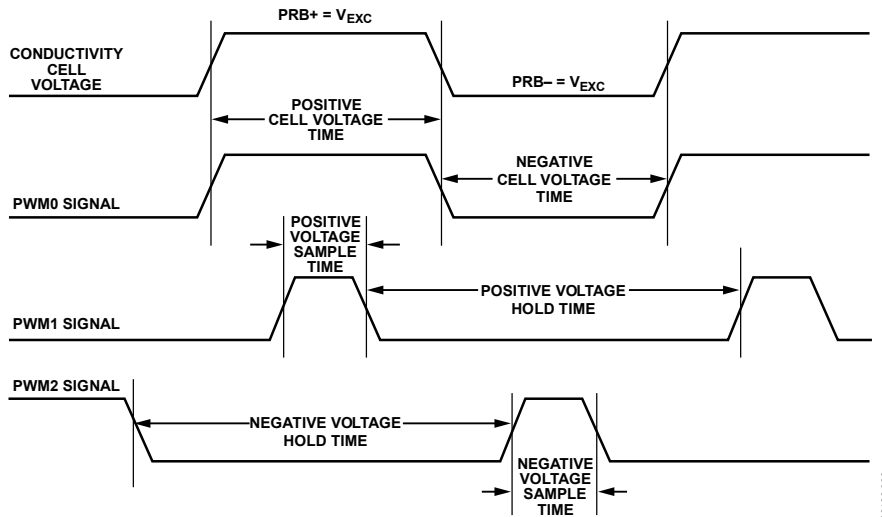 PRB+ = VEXC
CONDUCTIVITY
CELL
VOLTAGE
PRB– = VEXC
POSITIVE
CELL VOLTAGE
TIME
NEGATIVE
CELL VOLTAGE
TIME
PWM0 SIGNAL
POSITIVE
VOLTAGE
SAMPLE
TIME
POSITIVE VOLTAGE
HOLD TIME
PWM1 SIGNAL
PWM2 SIGNAL
NEGATIVE VOLTAGE
HOLD TIME
NEGATIVE
VOLTAGE
SAMPLE
TIME